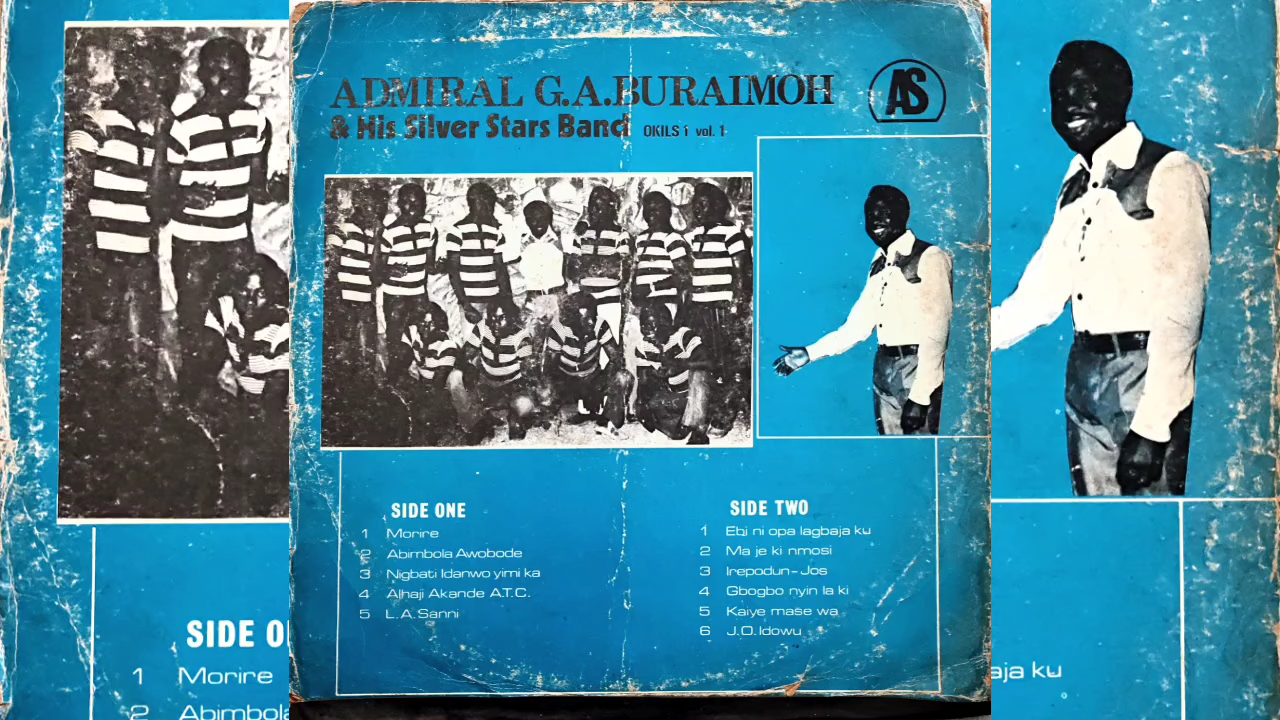 ADMIRAL G.A.BURAIMOH
AS
& His Silver Stars Band OKILS 1 vol. 1
SIDE ONE
1 Morire
2 Abimbola Awobode
3 Nigbati Idanwo yimi ka
4 Alhaji Akande A.T.C.
5 L.A.Sanni
SIDE TWO
1 Ebi ni opa lagbaja ku
2 Ma je ki nmosi
3 Irepodun-Jos
4 Gbogbo nyin la ki
5 Kaiye mase wa
6 J.O.Idowu
SIDE O
1 Morire
2 Abimbola
aja ku